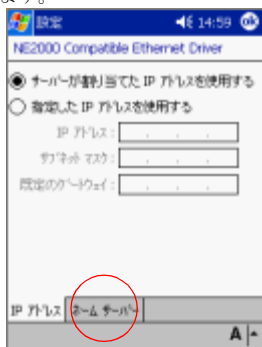 設定 14:59 ok
NE2000 Compatible Ethernet Driver
サーバーが割り当てた IP アドレスを使用する
指定した IP アドレスを使用する
IP アドレス:
サブネット マスク:
既定のゲートウェイ:
IP アドレス ネーム サーバー
A